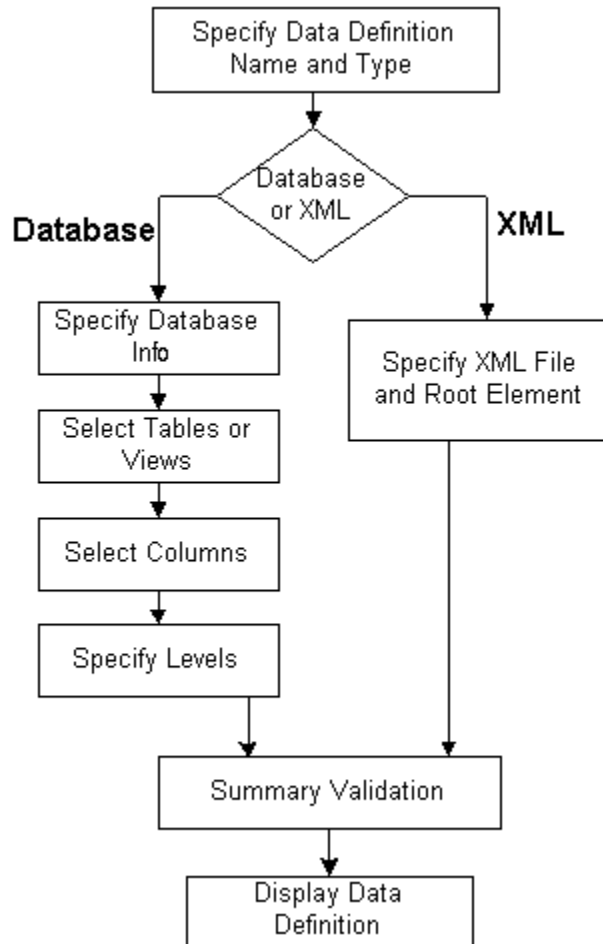 Specify Data Definition
Name and Type
Database
or XML
Database
XML
Specify Database
Info
Specify XML File
and Root Element
Select Tables or
Views
Select Columns
Specify Levels
Summary Validation
Display Data
Definition